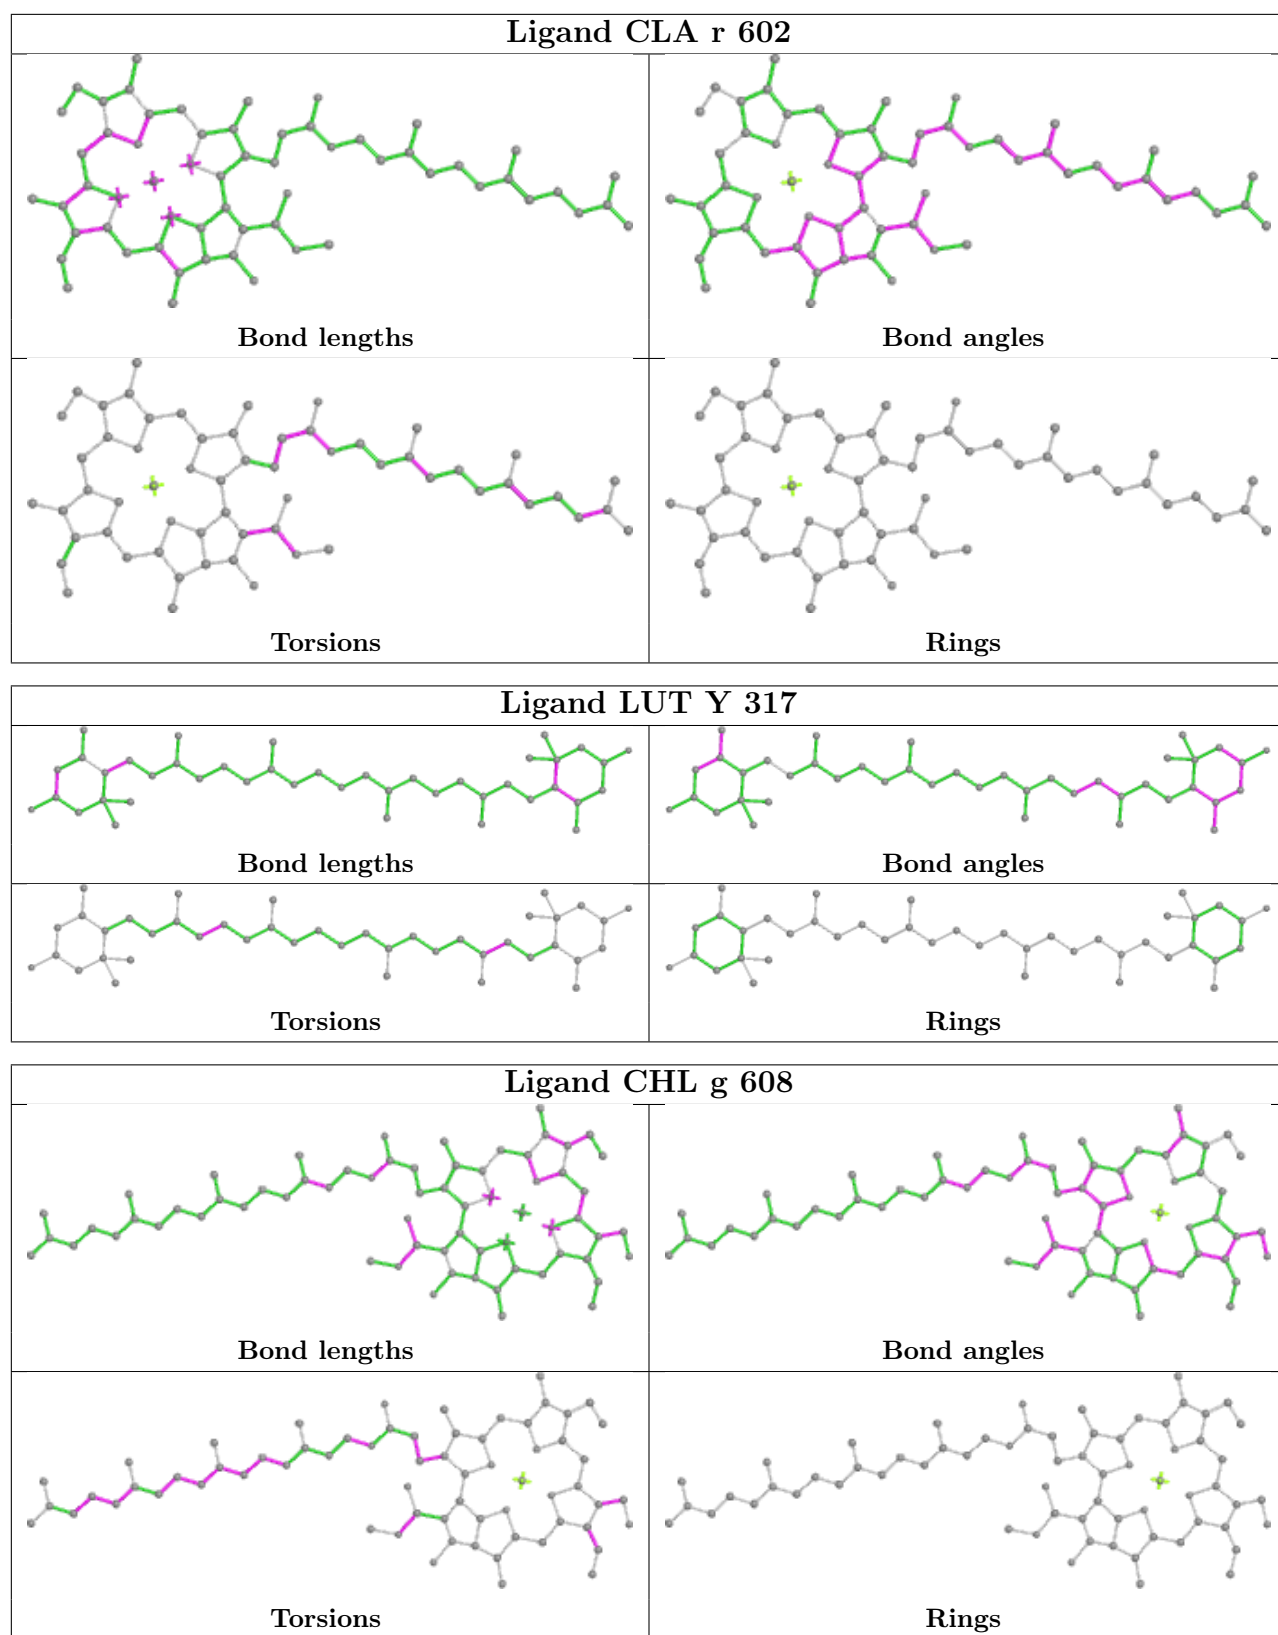 Ligand CLA r 602
Bond lengths
Bond angles
Torsions
Rings
Ligand LUT Y 317
Bond lengths
Bond angles
Torsions
Rings
Ligand CHL g 608
Bond lengths
Bond angles
Torsions
Rings